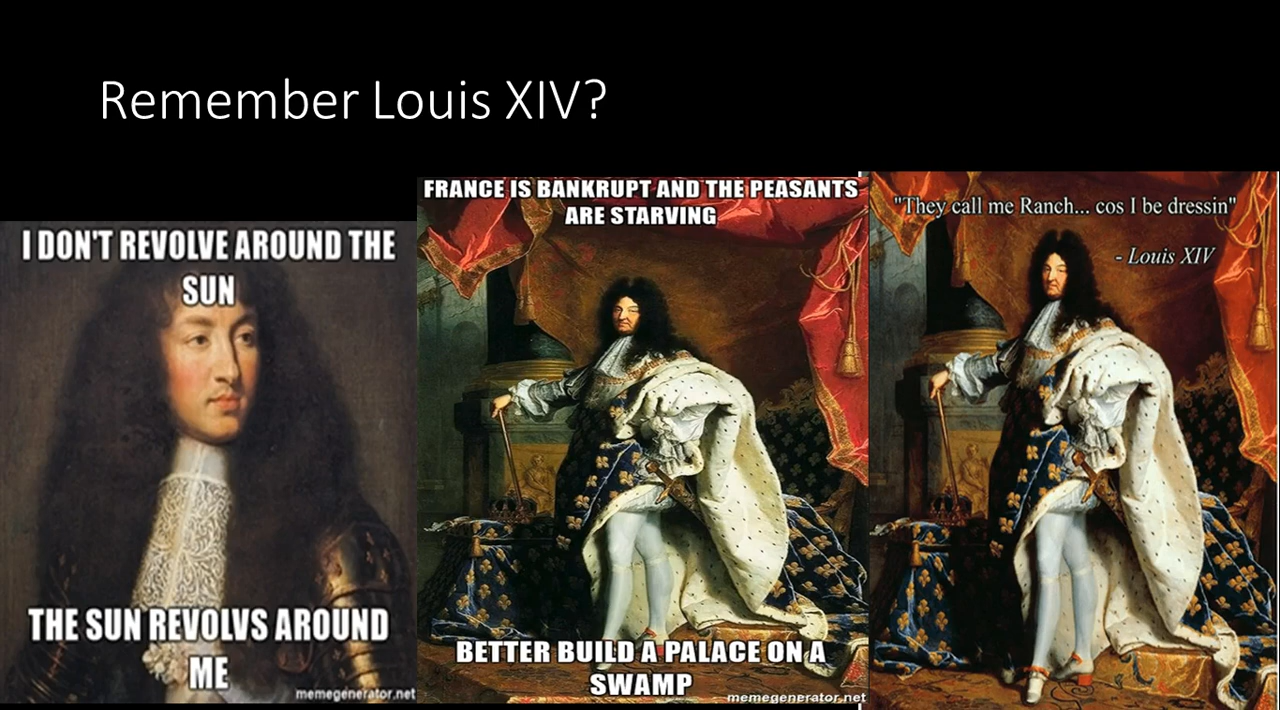 Remember Louis XIV?
I DON'T REVOLVE AROUND THE
SUN
THE SUN REVOLVS AROUND
ME
memegenerator.net
FRANCE IS BANKRUPT AND THE PEASANTS
ARE STARVING
BETTER BUILD A PALACE ON A
SWAMP
memegenerator.net
"They call me Ranch... cos I be dressin"
- Louis XIV